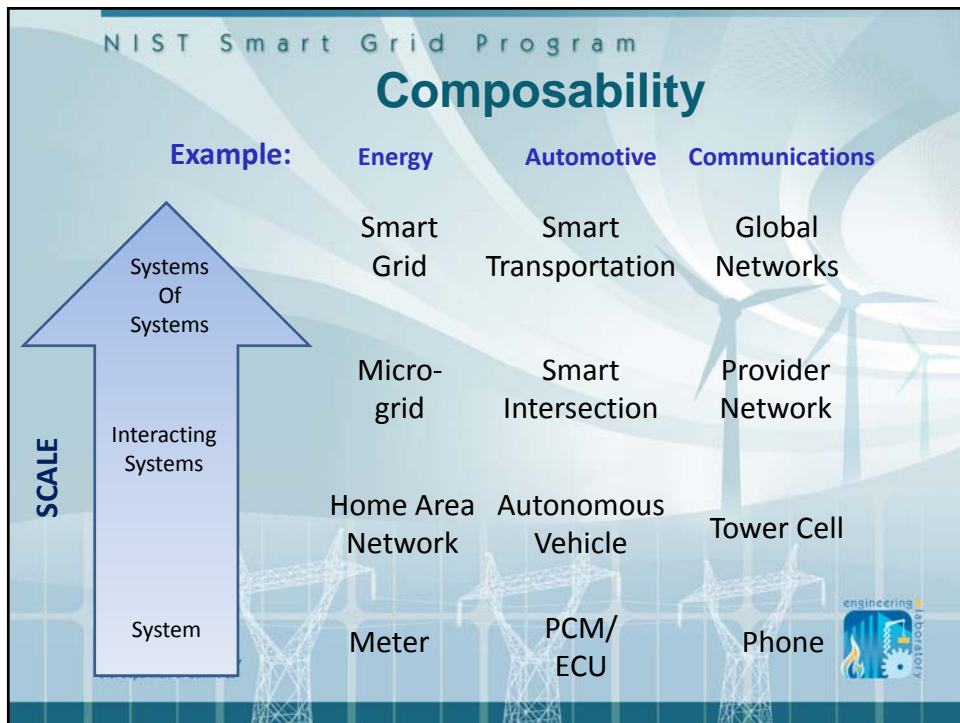 NIST Smart Grid Program
Composability
Example:
Energy
Automotive
Communications
Systems
Of
Systems
Smart
Grid
Smart
Transportation
Global
Networks
SCALE
Interacting
Systems
Micro-
grid
Smart
Intersection
Provider
Network
Home Area
Network
Autonomous
Vehicle
Tower Cell
System
Meter
PCM/
ECU
Phone
engineering
laboratory